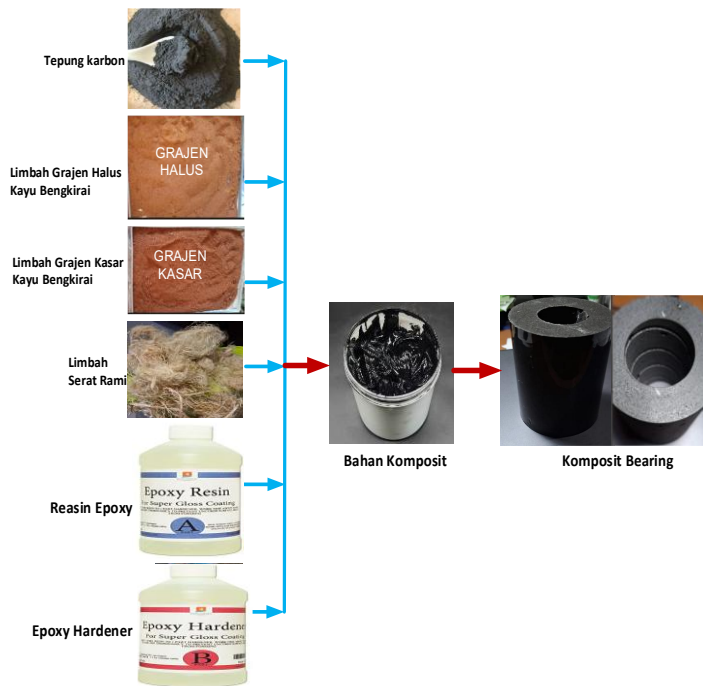 Tepung karbon
Limbah Grajen Halus
Kayu Bengkirai
GRAJEN
HALUS
Limbah Grajen Kasar
Kayu Bengkirai
GRAJEN
KASAR
Limbah
Serat Rami
Bahan Komposit
Komposit Bearing
Reasin Epoxy
Epoxy Resin
For Super Gloss Coating
A
Epoxy Hardener
Epoxy Hardener
For Super Gloss Coating
B